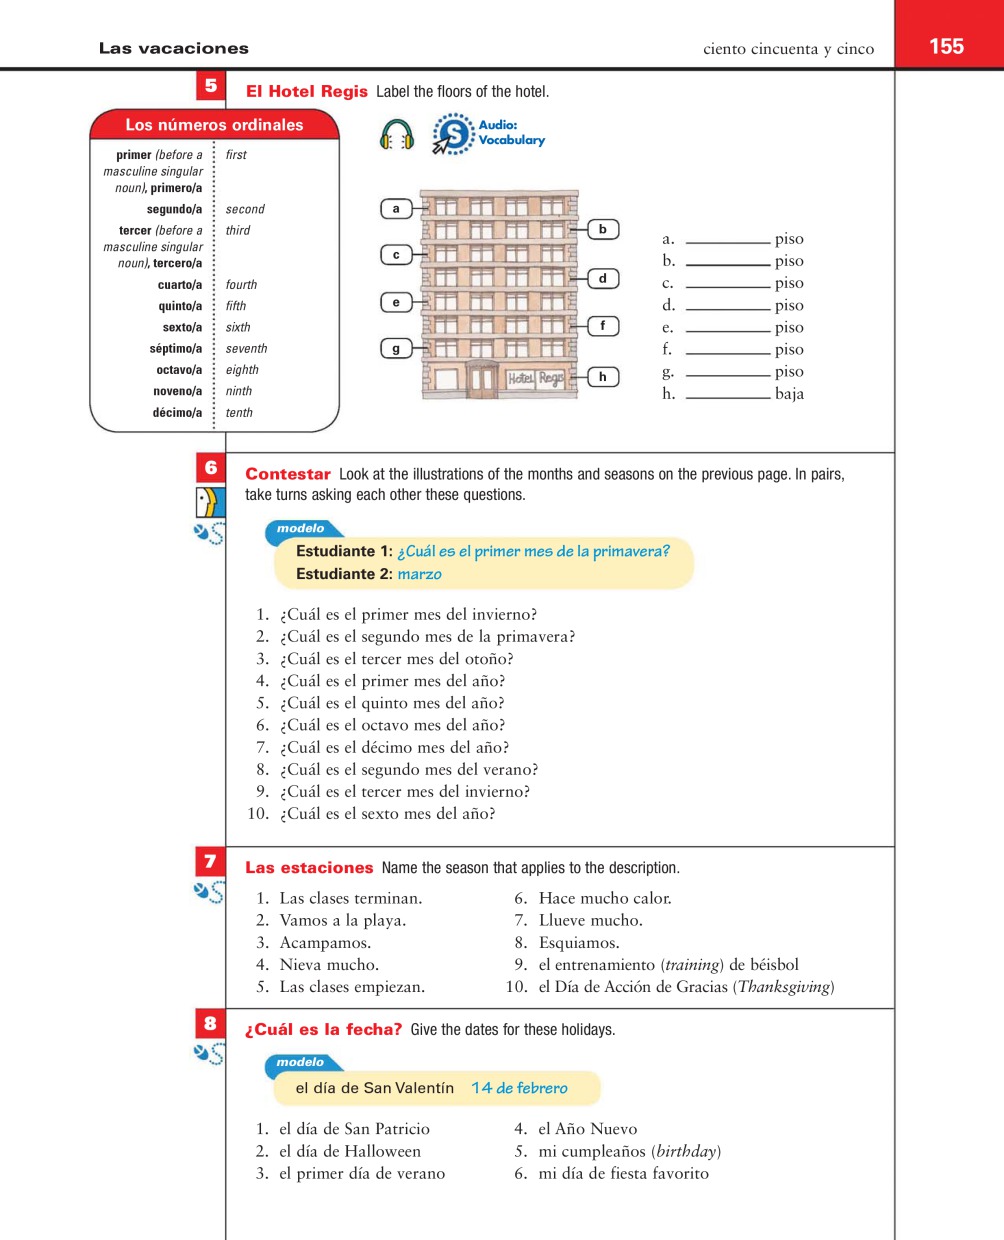 Las vacaciones
ciento cincuenta y cinco
155
5
El Hotel Regis Label the floors of the hotel.
Los números ordinales
primer (before a
masculine singular
noun), primero/a
first
segundo/a
second
tercer (before a
masculine singular
noun), tercero/a
third
cuarto/a
fourth
quinto/a
fifth
sexto/a
sixth
séptimo/a
seventh
octavo/a
eighth
noveno/a
ninth
décimo/a
tenth
S
Audio:
Vocabulary
a
b
c
d
e
f
g
h
Hotel Regis
a. __________ piso
b. __________ piso
c. __________ piso
d. __________ piso
e. __________ piso
f. __________ piso
g. __________ piso
h. __________ baja
6
Contestar Look at the illustrations of the months and seasons on the previous page. In pairs,
take turns asking each other these questions.
S
modelo
Estudiante 1: ¿Cuál es el primer mes de la primavera?
Estudiante 2: marzo
1. ¿Cuál es el primer mes del invierno?
2. ¿Cuál es el segundo mes de la primavera?
3. ¿Cuál es el tercer mes del otoño?
4. ¿Cuál es el primer mes del año?
5. ¿Cuál es el quinto mes del año?
6. ¿Cuál es el octavo mes del año?
7. ¿Cuál es el décimo mes del año?
8. ¿Cuál es el segundo mes del verano?
9. ¿Cuál es el tercer mes del invierno?
10. ¿Cuál es el sexto mes del año?
7
Las estaciones Name the season that applies to the description.
S
1. Las clases terminan.
2. Vamos a la playa.
3. Acampamos.
4. Nieva mucho.
5. Las clases empiezan.
6. Hace mucho calor.
7. Llueve mucho.
8. Esquiamos.
9. el entrenamiento (training) de béisbol
10. el Día de Acción de Gracias (Thanksgiving)
8
¿Cuál es la fecha? Give the dates for these holidays.
S
modelo
el día de San Valentín 14 de febrero
1. el día de San Patricio
2. el día de Halloween
3. el primer día de verano
4. el Año Nuevo
5. mi cumpleaños (birthday)
6. mi día de fiesta favorito